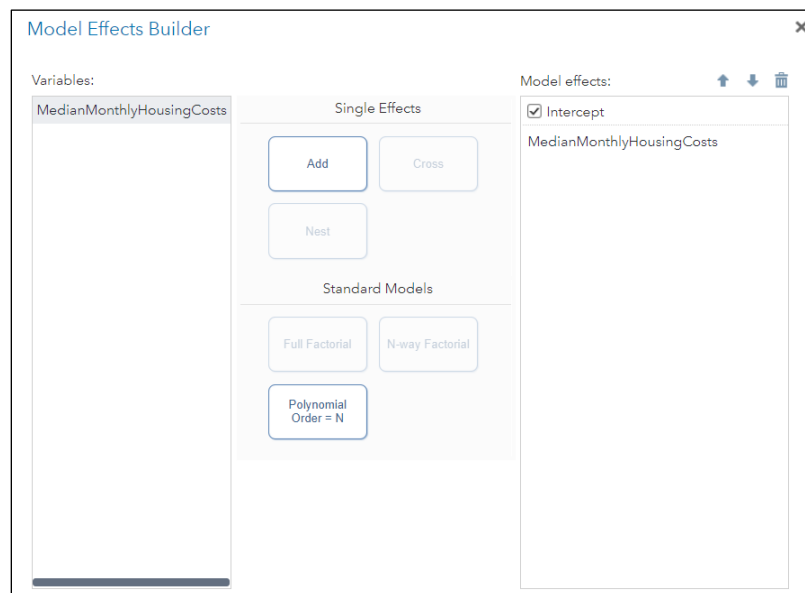 Model Effects Builder
Variables:
Model effects:
MedianMonthlyHousingCosts
Single Effects
Intercept
MedianMonthlyHousingCosts
Add
Cross
Nest
Standard Models
Full Factorial
N-way Factorial
Polynomial
Order = N